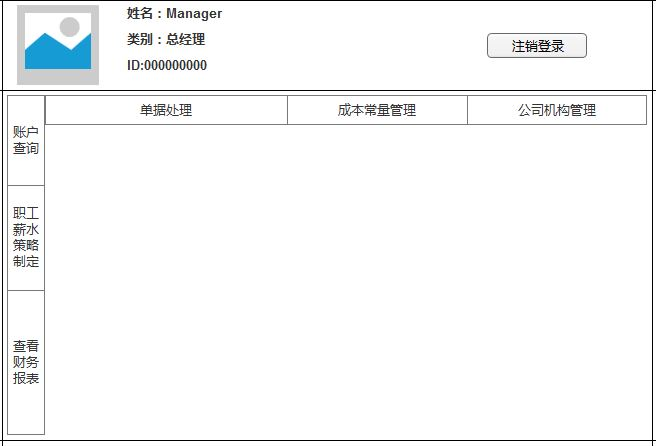 姓名：Manager
类别：总经理
ID:000000000
注销登录
单据处理
成本常量管理
公司机构管理
账户
查询
职工
薪水
策略
制定
查看
财务
报表